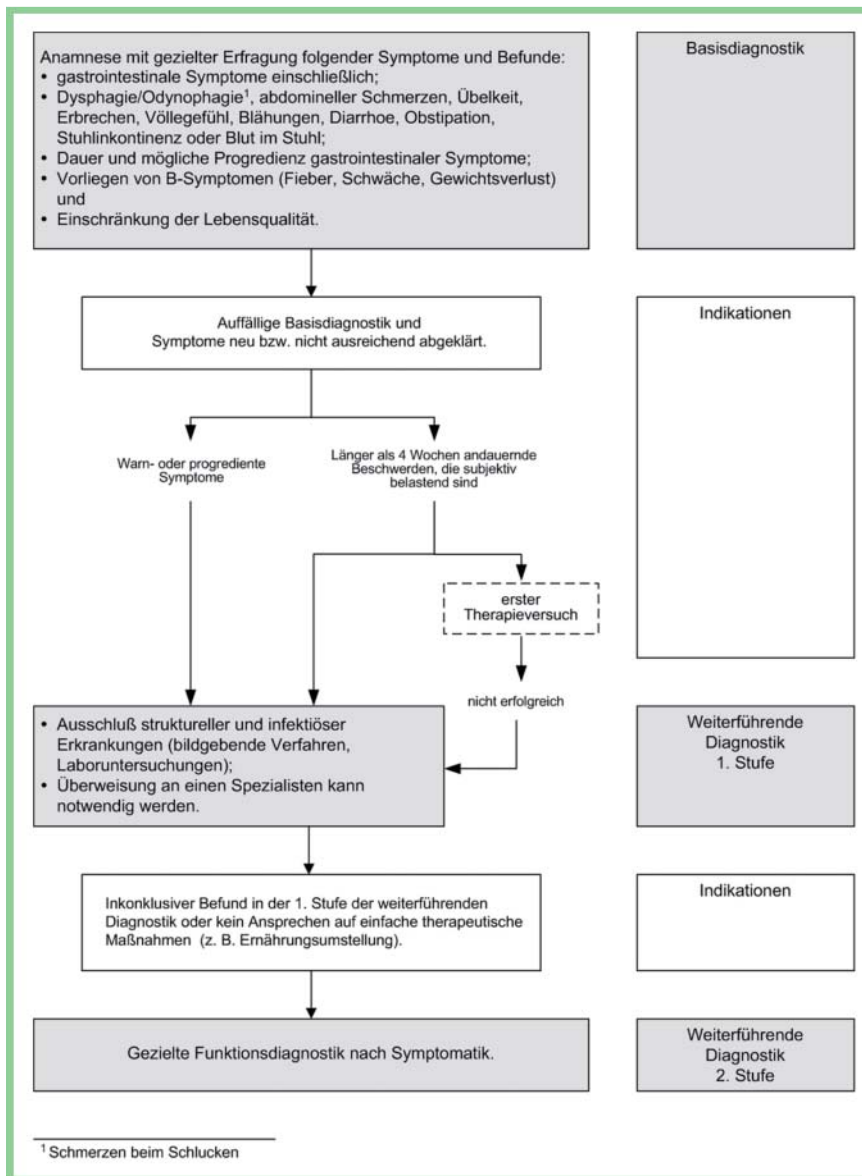 Anamnese mit gezielter Erfragung folgender Symptome und Befunde:
• gastrointestinale Symptome einschließlich;
• Dysphagie/Odynophagie¹, abdomineller Schmerzen, Übelkeit,
Erbrechen, Völlegefühl, Blähungen, Diarrhoe, Obstipation,
Stuhlinkontinenz oder Blut im Stuhl;
• Dauer und mögliche Progredienz gastrointestinaler Symptome;
• Vorliegen von B-Symptomen (Fieber, Schwäche, Gewichtsverlust)
und
• Einschränkung der Lebensqualität.
Basisdiagnostik
Auffällige Basisdiagnostik und
Symptome neu bzw. nicht ausreichend abgeklärt.
Indikationen
Warn- oder progrediente
Symptome
Länger als 4 Wochen andauernde
Beschwerden, die subjektiv
belastend sind
erster
Therapieversuch
nicht erfolgreich
• Ausschluß struktureller und infektiöser
Erkrankungen (bildgebende Verfahren,
Laboruntersuchungen);
• Überweisung an einen Spezialisten kann
notwendig werden.
Weiterführende
Diagnostik
1. Stufe
Inkonklusiver Befund in der 1. Stufe der weiterführenden
Diagnostik oder kein Ansprechen auf einfache therapeutische
Maßnahmen (z. B. Ernährungsumstellung).
Indikationen
Gezielte Funktionsdiagnostik nach Symptomatik.
Weiterführende
Diagnostik
2. Stufe
¹ Schmerzen beim Schlucken